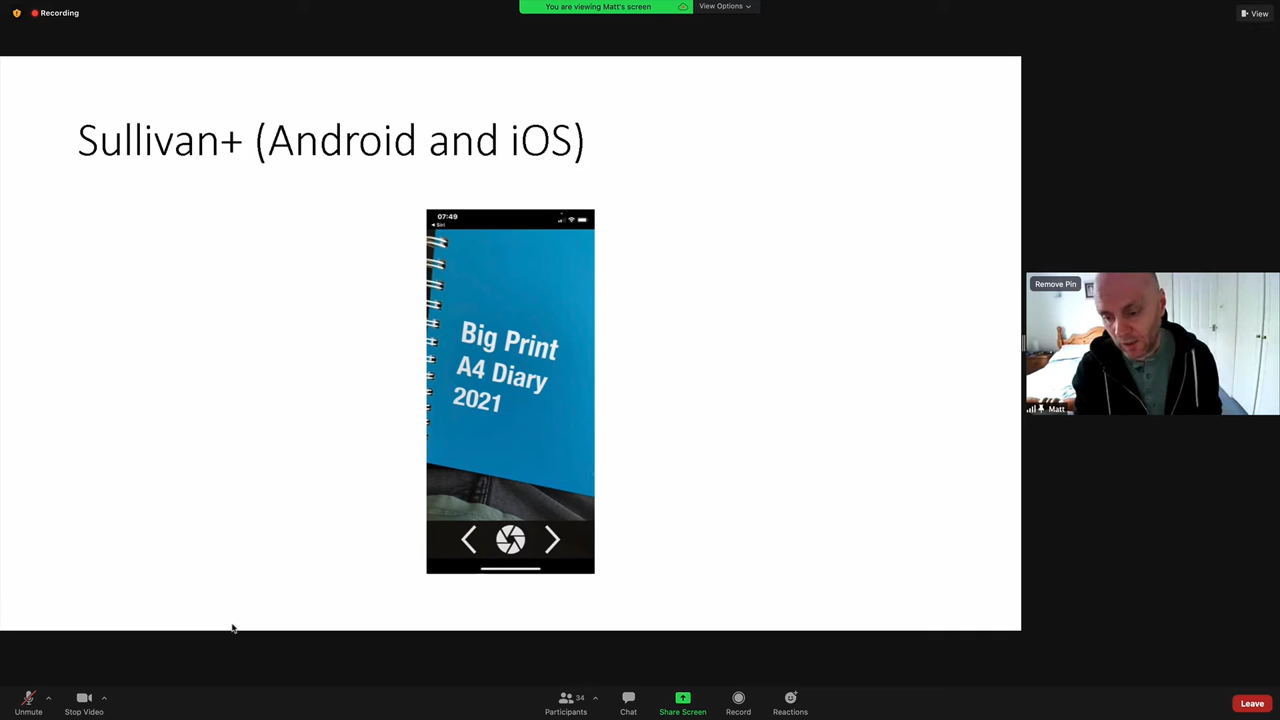 Recording
You are viewing Matt's screen
View Options
View
Sullivan+ (Android and iOS)
07:49
Siri
Big Print
A4 Diary
2021
Remove Pin
Matt
Unmute
Stop Video
34
Participants
Chat
Share Screen
Record
Reactions
Leave